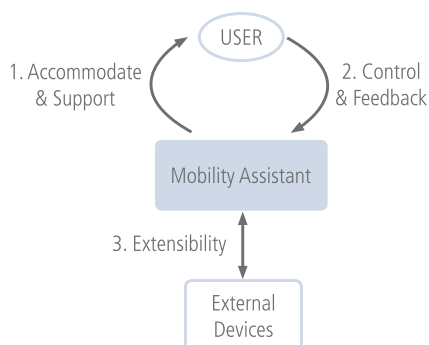 USER
1. Accommodate
& Support
2. Control
& Feedback
Mobility Assistant
3. Extensibility
External
Devices